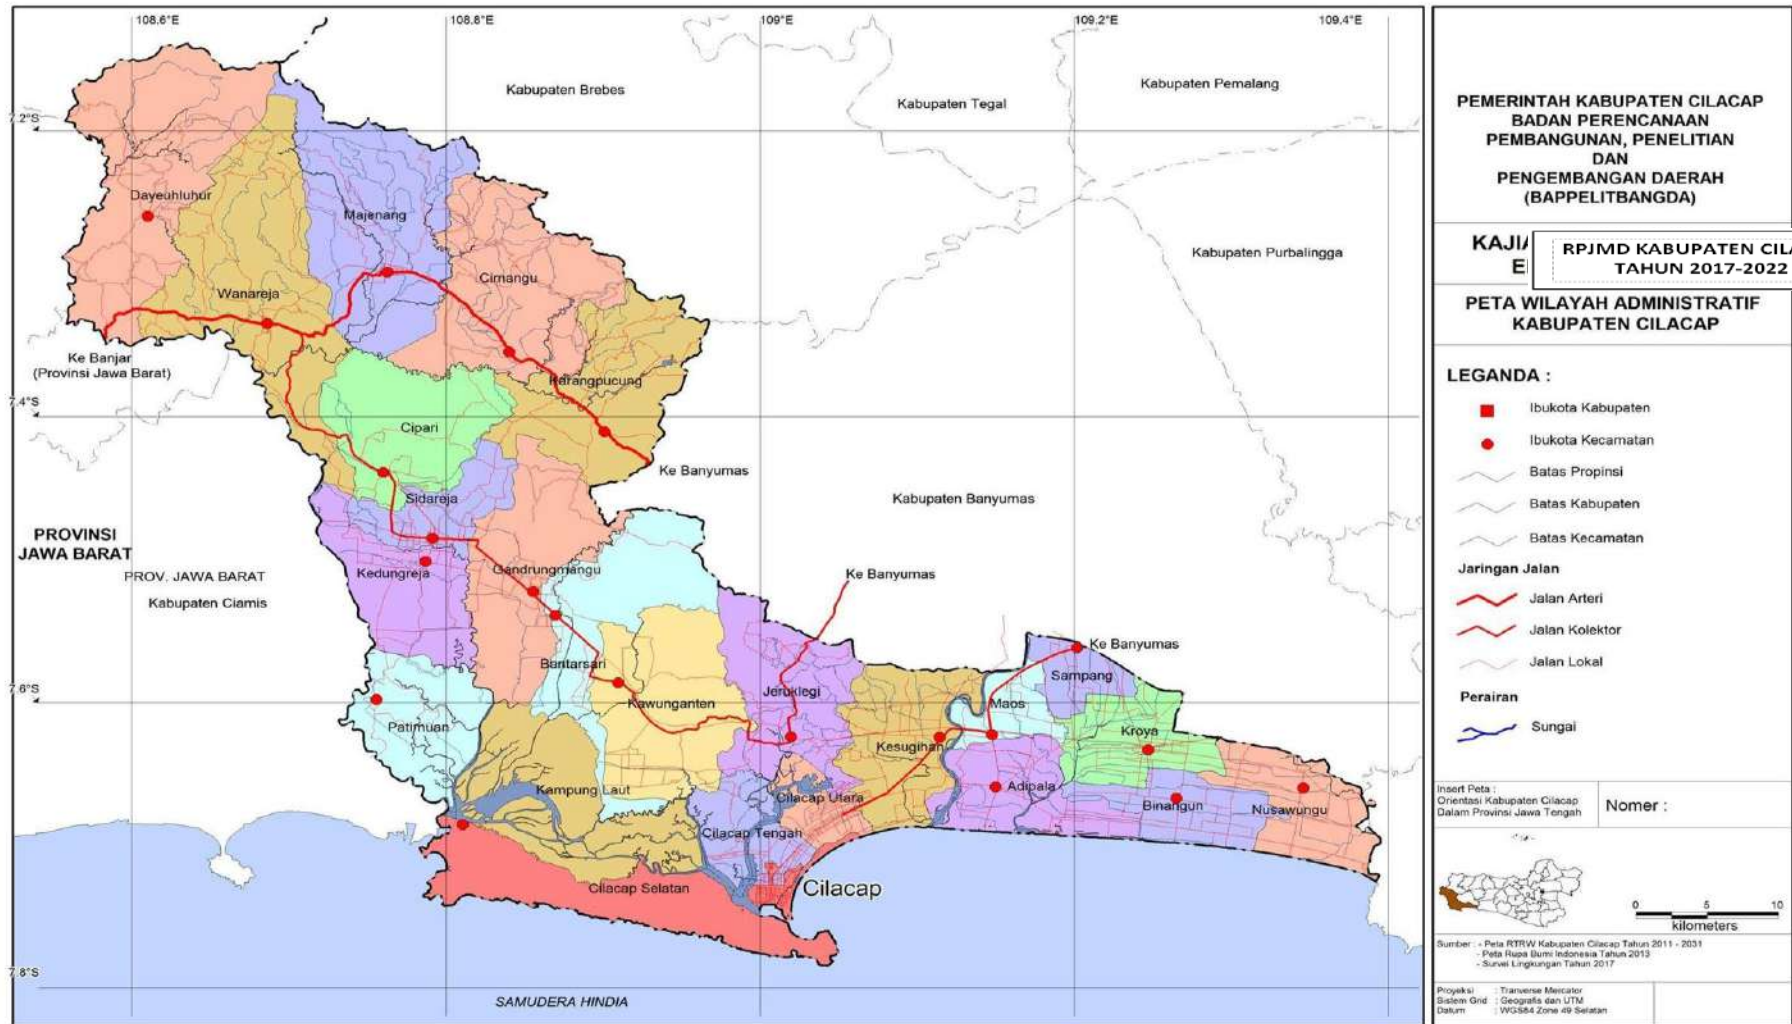 108.6°E
108.8°E
109°E
109.2°E
109.4°E
7.2°S
7.4°S
7.6°S
7.8°S
Kabupaten Brebes
Kabupaten Tegal
Kabupaten Pemalang
Kabupaten Purbalingga
Dayeuhluhur
Majenang
Cimangu
Wanareja
Ke Banjar
(Provinsi Jawa Barat)
Karangpucung
Cipari
Ke Banyumas
Kabupaten Banyumas
Sidareja
PROVINSI
JAWA BARAT
PROV. JAWA BARAT
Kabupaten Ciamis
Kedungreja
Gandrungmangu
Ke Banyumas
Ke Banyumas
Bantarsari
Jeruklegi
Sampang
Kawunganten
Maos
Patimuan
Kesugihan
Kroya
Kampung Laut
Cilacap Utara
Adipala
Binangun
Nusawungu
Cilacap Tengah
Cilacap Selatan
Cilacap
SAMUDERA HINDIA
PEMERINTAH KABUPATEN CILACAP
BADAN PERENCANAAN
PEMBANGUNAN, PENELITIAN
DAN
PENGEMBANGAN DAERAH
(BAPPELITBANGDA)
KAJIA
E
RPJMD KABUPATEN CILA
TAHUN 2017-2022
PETA WILAYAH ADMINISTRATIF
KABUPATEN CILACAP
LEGANDA :
Ibukota Kabupaten
Ibukota Kecamatan
Batas Propinsi
Batas Kabupaten
Batas Kecamatan
Jaringan Jalan
Jalan Arteri
Jalan Kolektor
Jalan Lokal
Perairan
Sungai
Insert Peta :
Orientasi Kabupaten Cilacap
Dalam Provinsi Jawa Tengah
Nomer :
0 5 10
kilometers
Sumber : - Peta RTRW Kabupaten Cilacap Tahun 2011 - 2031
- Peta Rupa Bumi Indonesia Tahun 2013
- Survei Lingkungan Tahun 2017
Proyeksi : Tranverse Mercator
Sistem Grid : Geografis dan UTM
Datum : WGS84 Zone 49 Selatan